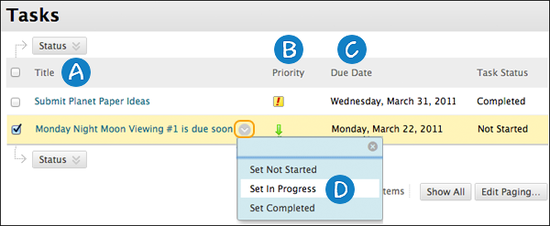 Tasks
Status
Title A Priority B Due Date C Task Status
Submit Planet Paper Ideas ! Wednesday, March 31, 2011 Completed
Monday Night Moon Viewing #1 is due soon Monday, March 22, 2011 Not Started
Status
Set Not Started
Set In Progress D
Set Completed
tems Show All Edit Paging...